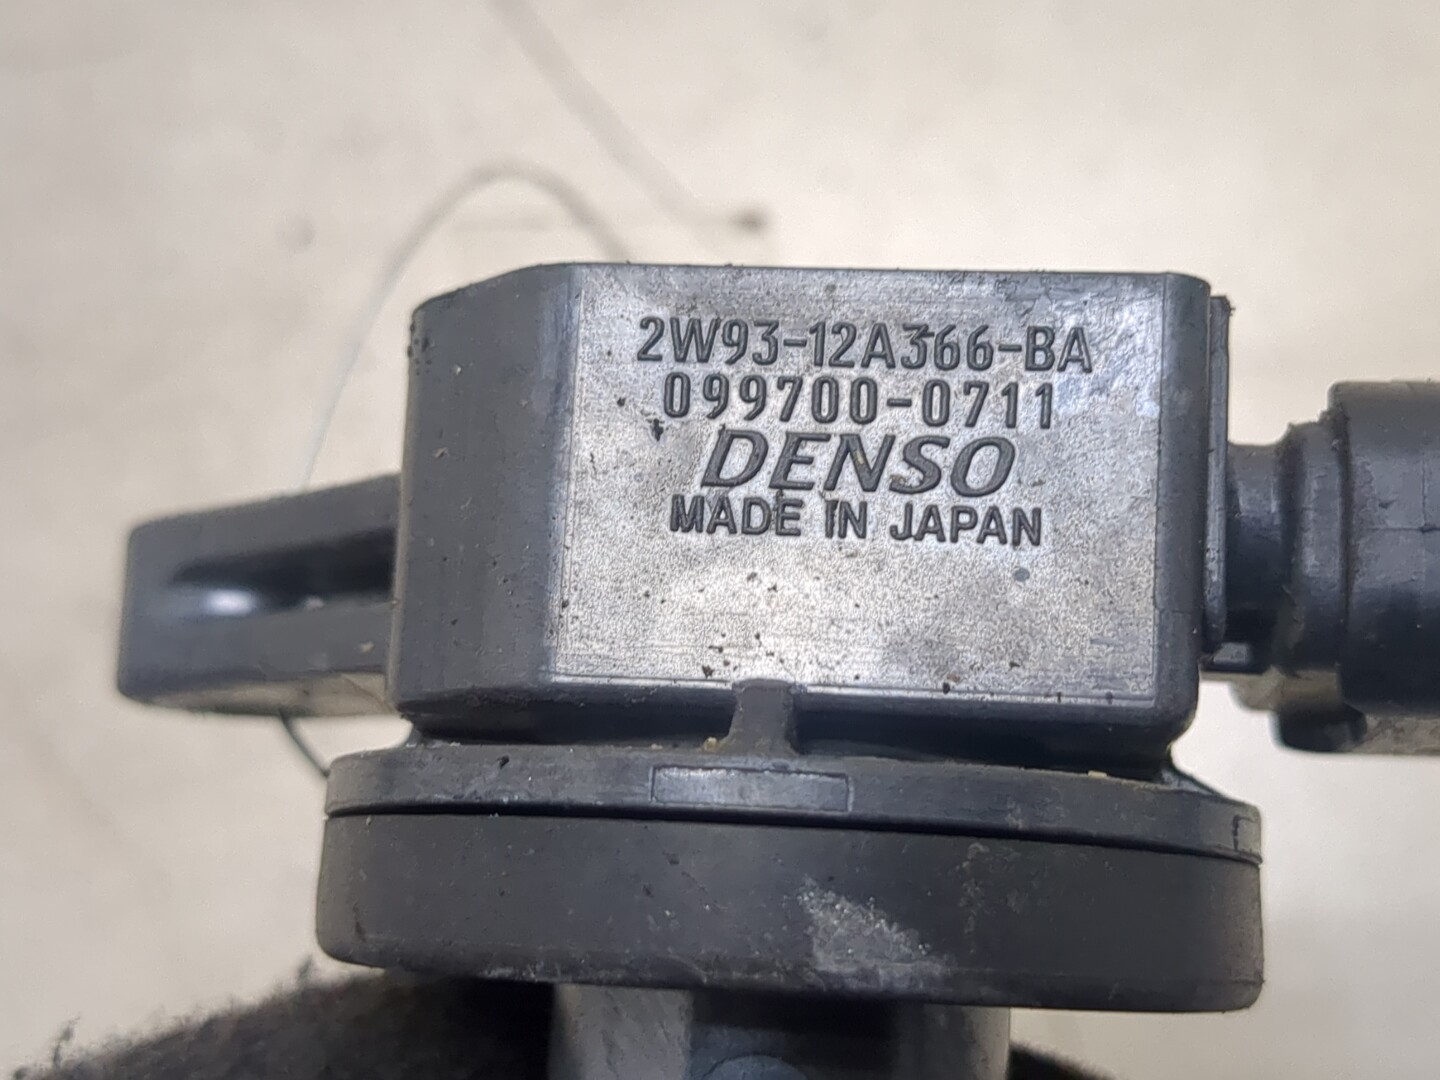 2W93-12A366-BA
099700-0711
DENSO
MADE IN JAPAN